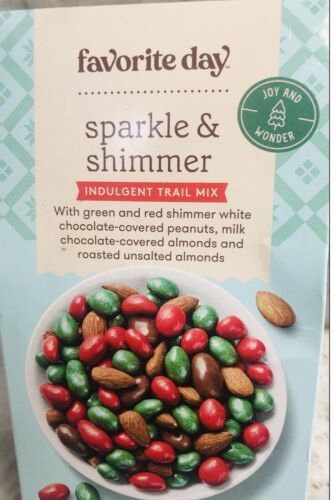 favorite day™
JOY AND
WONDER
sparkle &
shimmer
INDULGENT TRAIL MIX
With green and red shimmer white
chocolate-covered peanuts, milk
chocolate-covered almonds and
roasted unsalted almonds